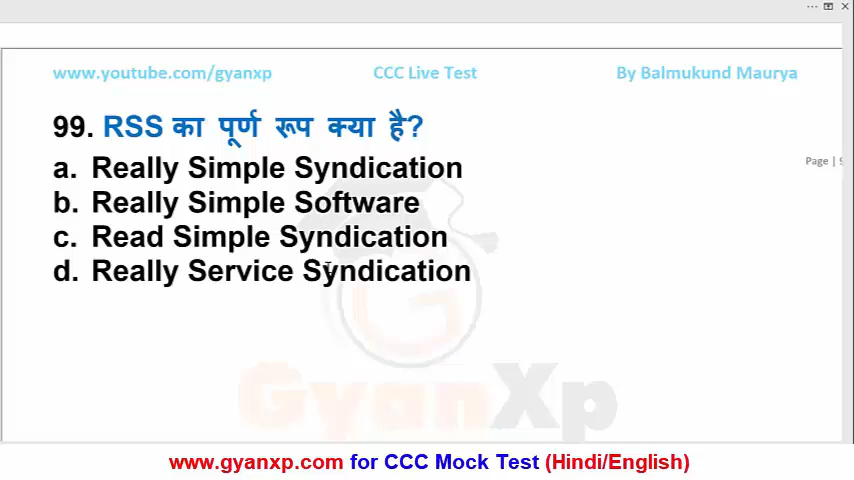 www.youtube.com/gyanxp CCC Live Test By Balmukund Maurya
99. RSS का पूर्ण रूप क्या है?
a. Really Simple Syndication
Page | 9
b. Really Simple Software
c. Read Simple Syndication
d. Really Service Syndication
GyanXp
www.gyanxp.com for CCC Mock Test (Hindi/English)